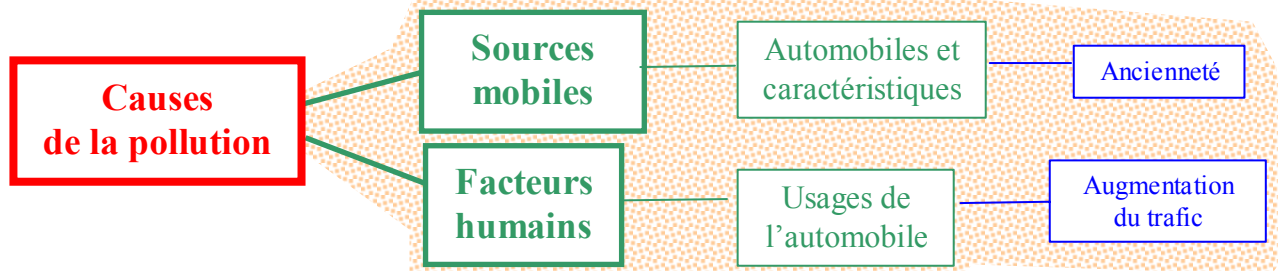 Causes
de la pollution
Sources
mobiles
Automobiles et
caractéristiques
Ancienneté
Facteurs
humains
Usages de
l’automobile
Augmentation
du trafic